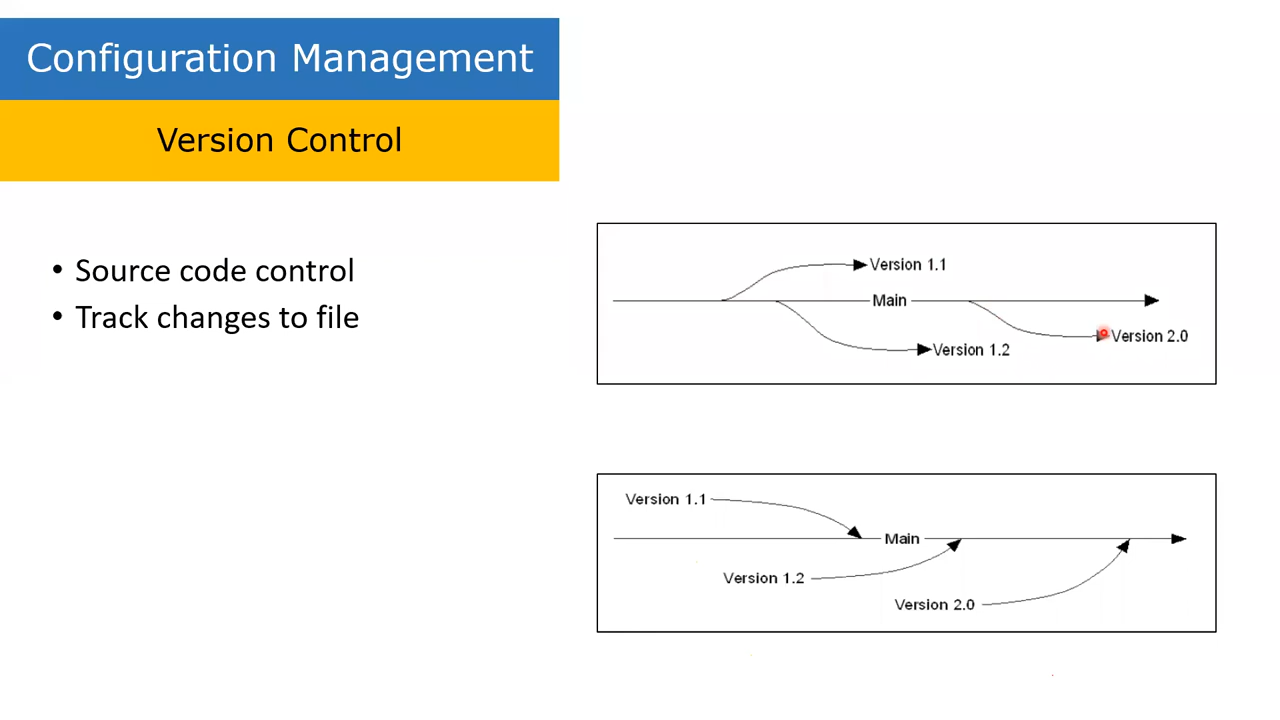 Configuration Management
Version Control
• Source code control
• Track changes to file
Version 1.1
Main
Version 2.0
Version 1.2
Version 1.1
Main
Version 1.2
Version 2.0